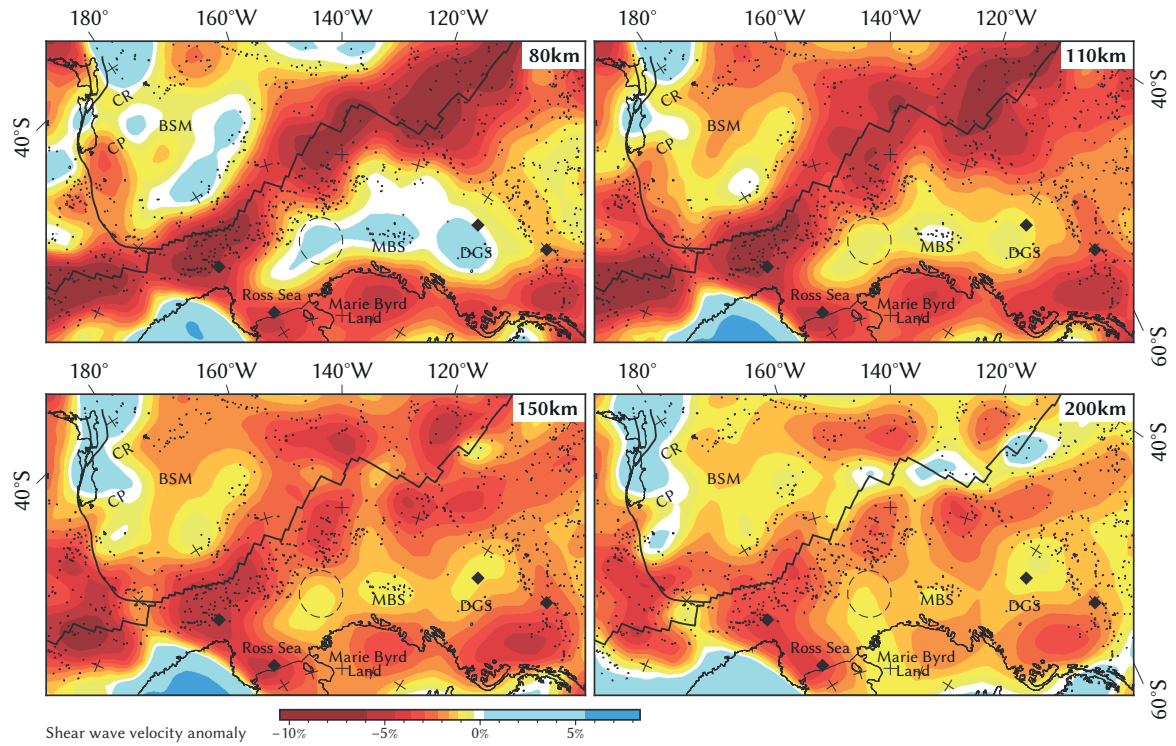 180°
160°W
140°W
120°W
180°
160°W
140°W
120°W
80km
110km
CR
BSM
CP
40°S
MBS
DGS
Ross Sea
Marie Byrd
Land
CR
BSM
CP
40°S
MBS
DGS
Ross Sea
Marie Byrd
Land
60°S
180°
160°W
140°W
120°W
180°
160°W
140°W
120°W
150km
200km
CR
BSM
CP
40°S
MBS
DGS
Ross Sea
Marie Byrd
Land
CR
BSM
CP
40°S
MBS
DGS
Ross Sea
Marie Byrd
Land
60°S
Shear wave velocity anomaly
−10%
−5%
0%
5%